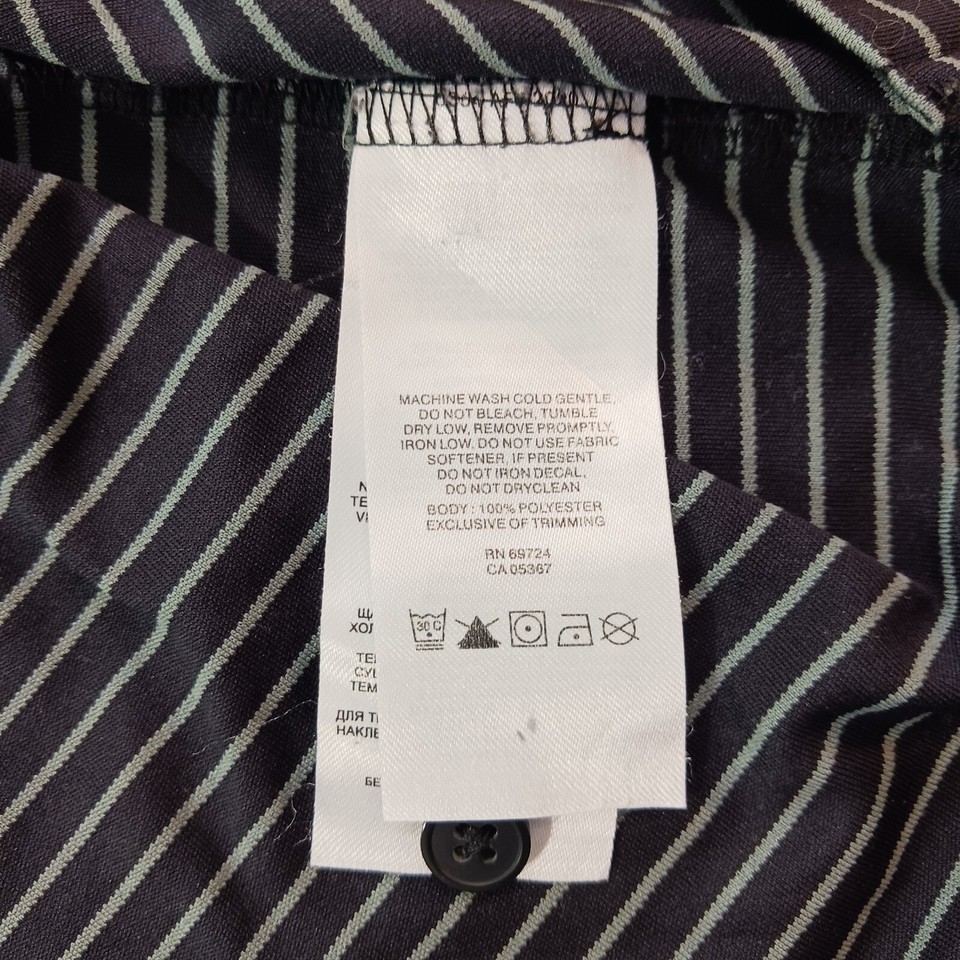 MACHINE WASH COLD GENTLE,
DO NOT BLEACH, TUMBLE
DRY LOW, REMOVE PROMPTLY,
IRON LOW. DO NOT USE FABRIC
SOFTENER, IF PRESENT
DO NOT IRON DECAL,
DO NOT DRYCLEAN
BODY : 100% POLYESTER
EXCLUSIVE OF TRIMMING
RN 69724
CA 05367
30 C
ДЛЯ